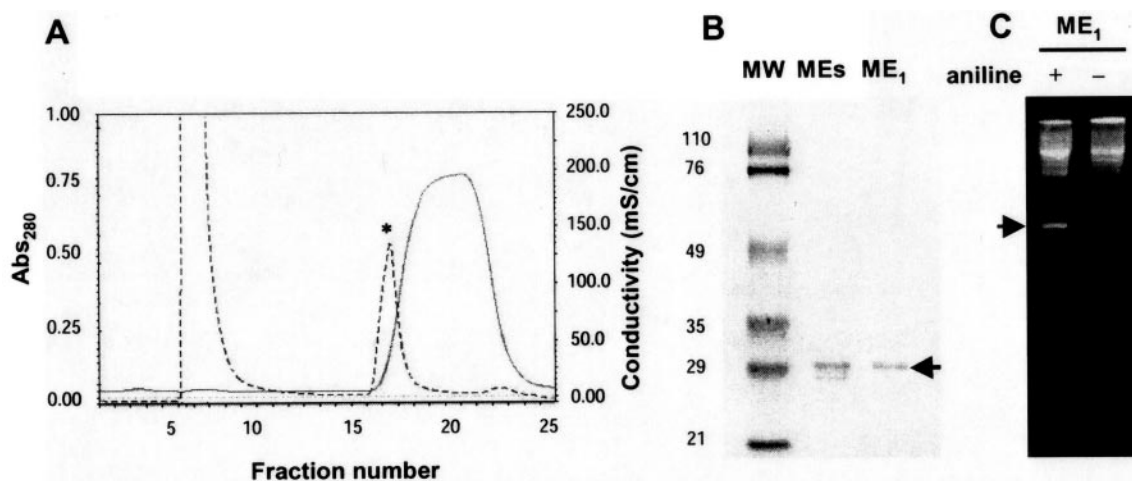 A
Abs280
1.00
0.75
0.50
0.25
0.00
*
250.0
200.0
150.0
100.0
50.0
0.00
Conductivity (mS/cm)
5
10
15
20
25
Fraction number
B
MW MEs ME1
110
76
49
35
29
21
C
ME1
aniline + –